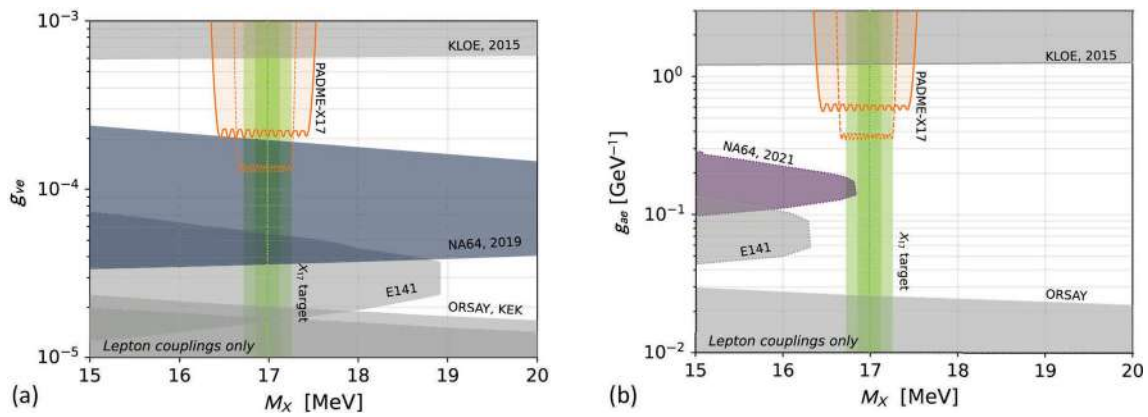 10⁻³
KLOE, 2015
PADME-X17
10⁻⁴
NA64, 2019
X₁₇ target
E141
ORSAY, KEK
Lepton couplings only
10⁻⁵
g_ve
15 16 17 18 19 20
M_X [MeV]
(a)
10⁰
KLOE, 2015
PADME-X17
NA64, 2021
10⁻¹
E141
X₁₇ target
ORSAY
Lepton couplings only
10⁻²
g_ae [GeV⁻¹]
15 16 17 18 19 20
M_X [MeV]
(b)